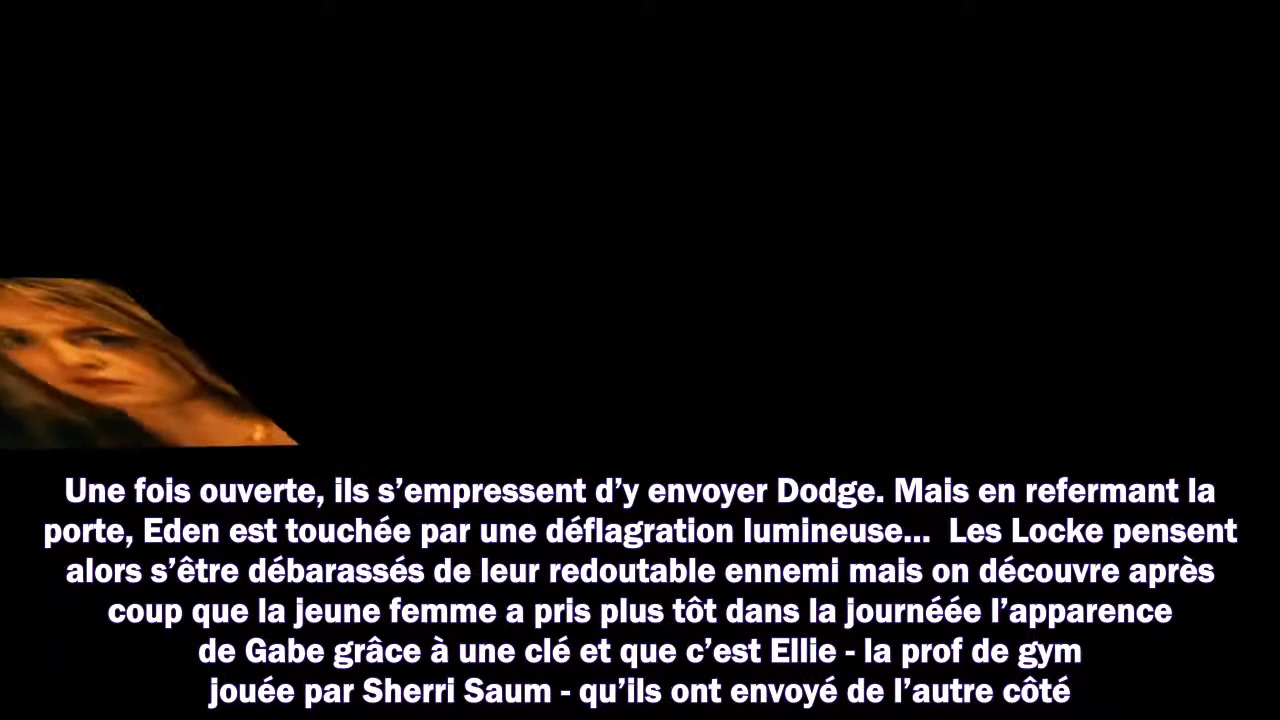 Une fois ouverte, ils s’empressent d’y envoyer Dodge. Mais en refermant la
porte, Eden est touchée par une déflagration lumineuse...  Les Locke pensent
alors s’être débarassés de leur redoutable ennemi mais on découvre après
coup que la jeune femme a pris plus tôt dans la journéée l’apparence
de Gabe grâce à une clé et que c’est Ellie - la prof de gym
jouée par Sherri Saum - qu’ils ont envoyé de l’autre côté